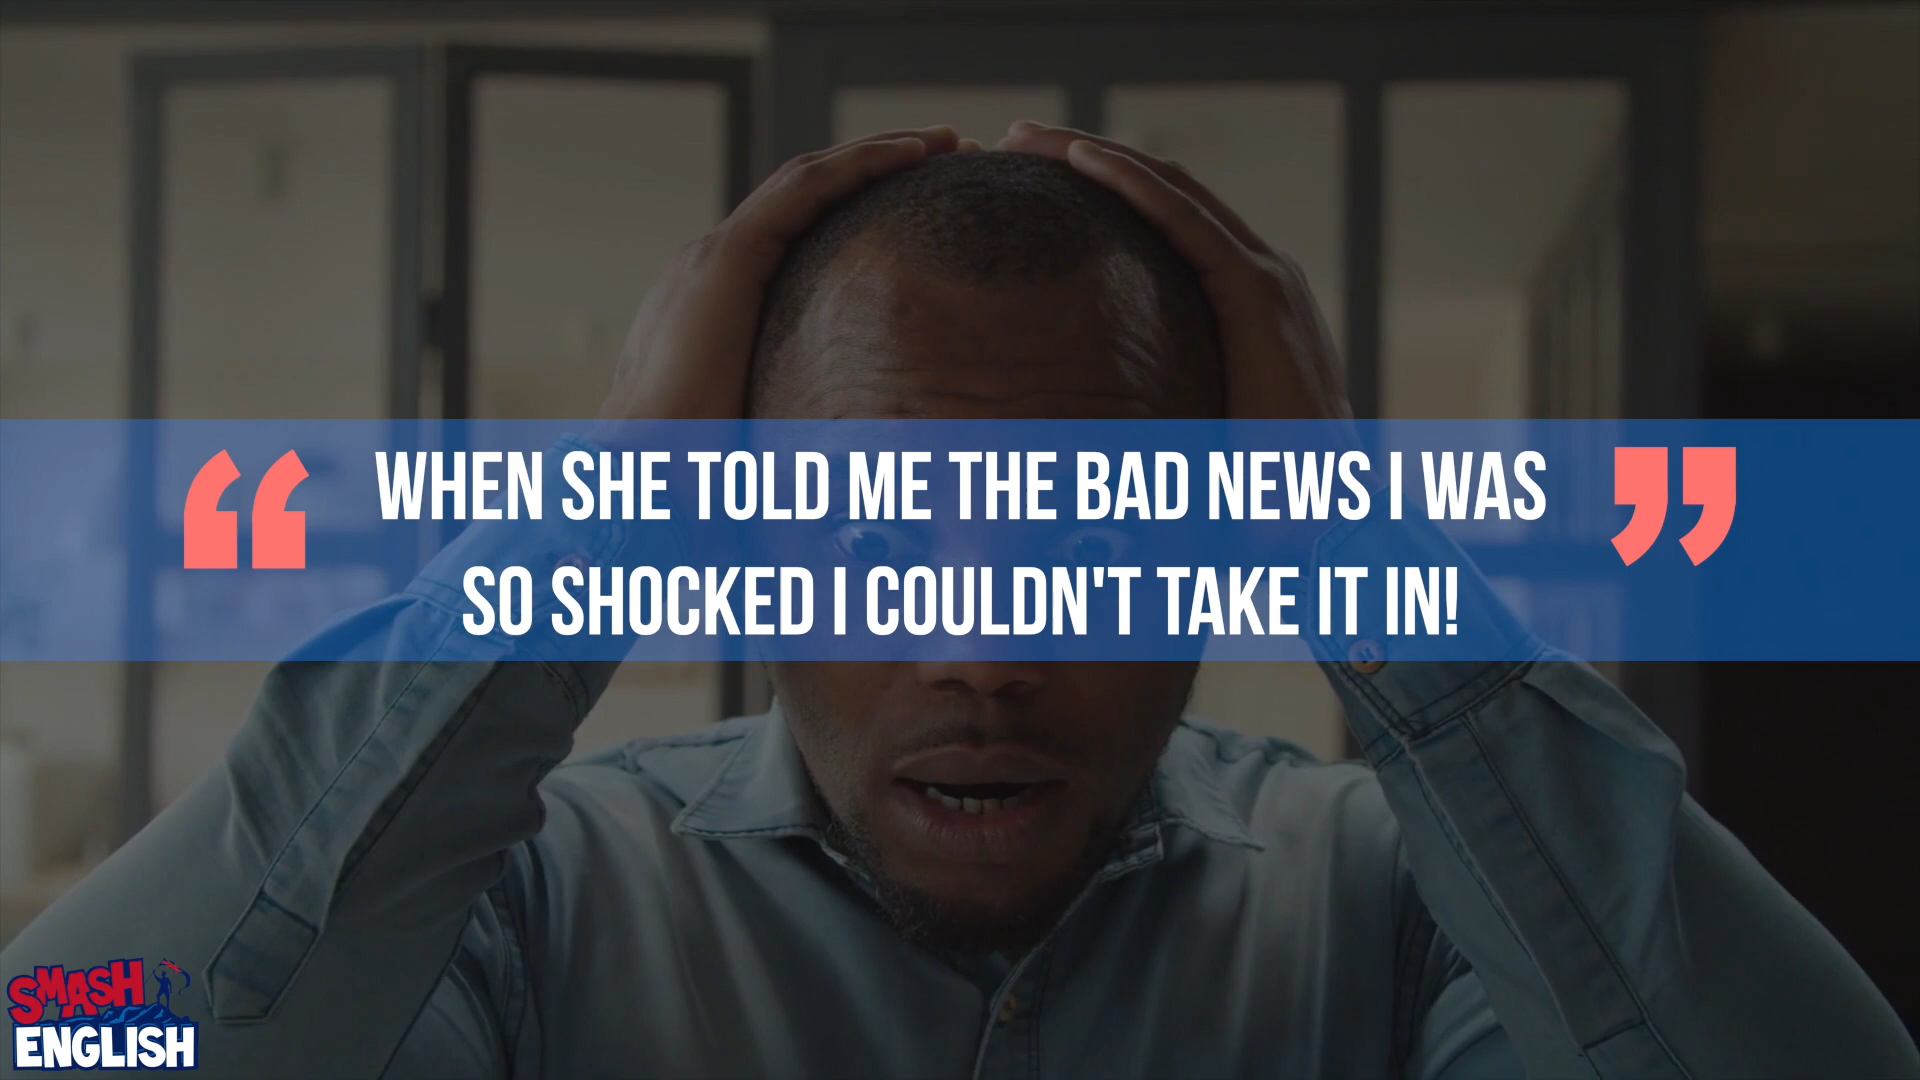 “ WHEN SHE TOLD ME THE BAD NEWS I WAS ”
SO SHOCKED I COULDN'T TAKE IT IN!
SMASH
ENGLISH